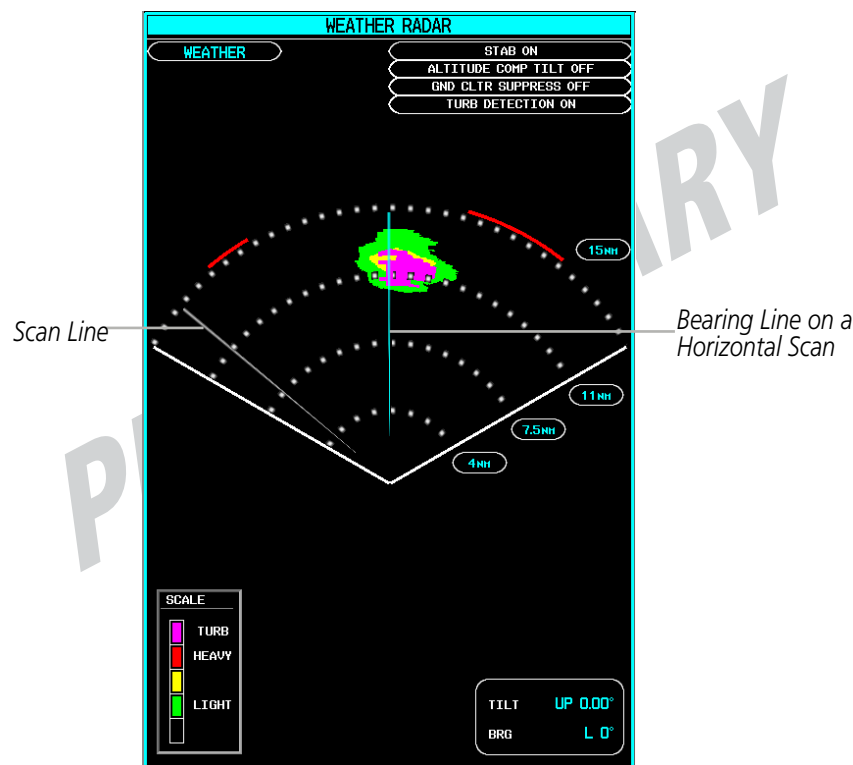 WEATHER RADAR
WEATHER
STAB ON
ALTITUDE COMP TILT OFF
GND CLTR SUPPRESS OFF
TURB DETECTION ON
15NM
Scan Line
Bearing Line on a
Horizontal Scan
11NM
7.5NM
4NM
SCALE
TURB
HEAVY
LIGHT
TILT UP 0.00°
BRG L 0°